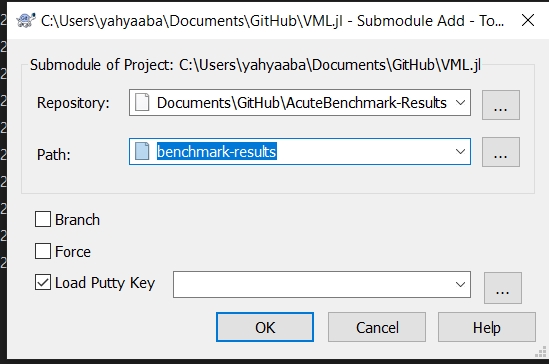 C:\Users\yahyaaba\Documents\GitHub\VML.jl - Submodule Add - To...
Submodule of Project: C:\Users\yahyaaba\Documents\GitHub\VML.jl
Repository: Documents\GitHub\AcuteBenchmark-Results ...
Path: benchmark-results ...
Branch
Force
Load Putty Key ...
OK Cancel Help